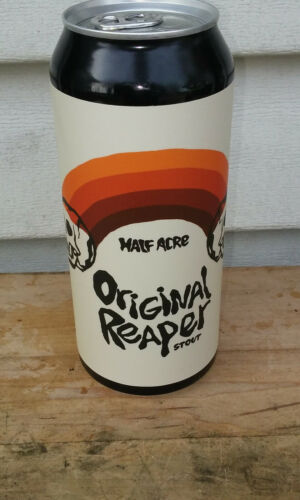 HALF ACRE
ORIGINAL
REAPER
STOUT